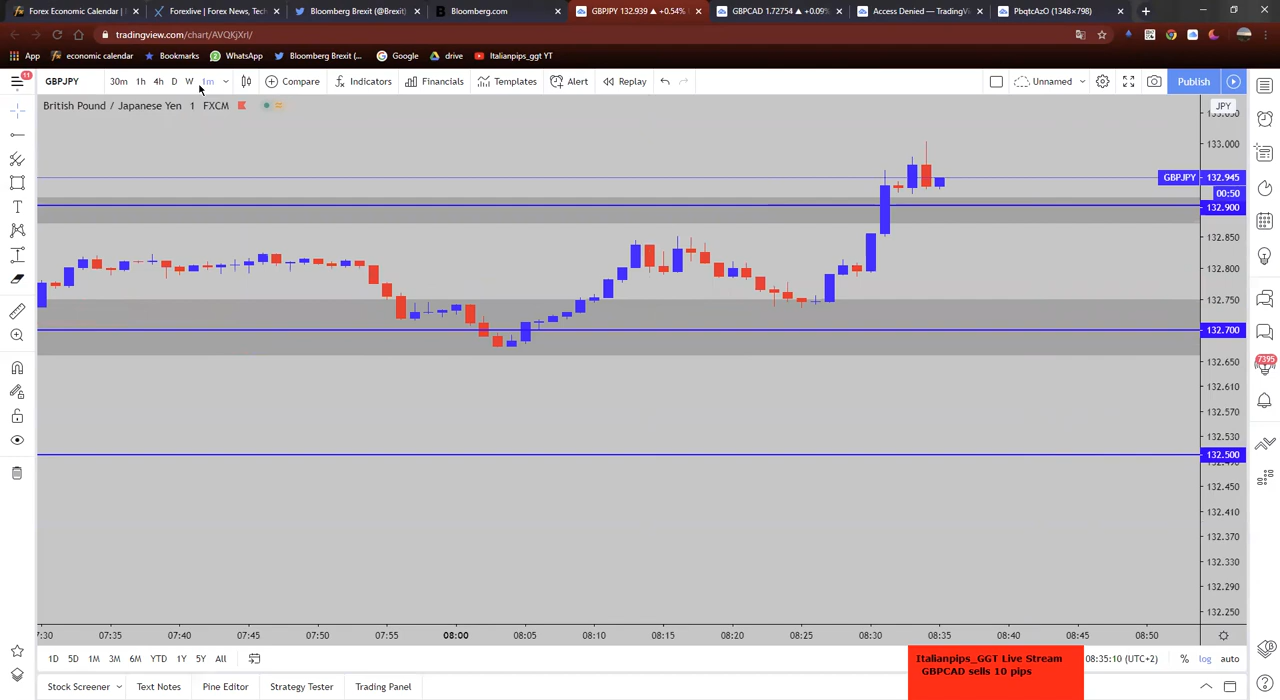 Forex Economic Calendar |
Forexlive | Forex News, Tech
Bloomberg Brexit (@Brexit)
Bloomberg.com
GBPJPY 132.939 ▲ +0.54%
GBPCAD 1.72754 ▲ +0.09%
Access Denied — TradingV
PbqtcAzO (1348×798)
tradingview.com/chart/AVQKjXrl/
App
economic calendar
Bookmarks
WhatsApp
Bloomberg Brexit (...
Google
drive
Italianpips_ggt YT
11
GBPJPY
30m 1h 4h D W 1m
Compare
Indicators
Financials
Templates
Alert
Replay
Unnamed
Publish
British Pound / Japanese Yen 1 FXCM
JPY
133.000
GBPJPY 132.945
00:50
132.900
132.850
132.800
132.750
132.700
132.650
132.610
132.570
132.530
132.500
132.450
132.410
132.370
132.330
132.290
132.250
7395
7:30 07:35 07:40 07:45 07:50 07:55 08:00 08:05 08:10 08:15 08:20 08:25 08:30 08:35 08:40 08:45 08:50
1D 5D 1M 3M 6M YTD 1Y 5Y All
08:35:10 (UTC+2) % log auto
Italianpips_GGT Live Stream
GBPCAD sells 10 pips
Stock Screener
Text Notes
Pine Editor
Strategy Tester
Trading Panel